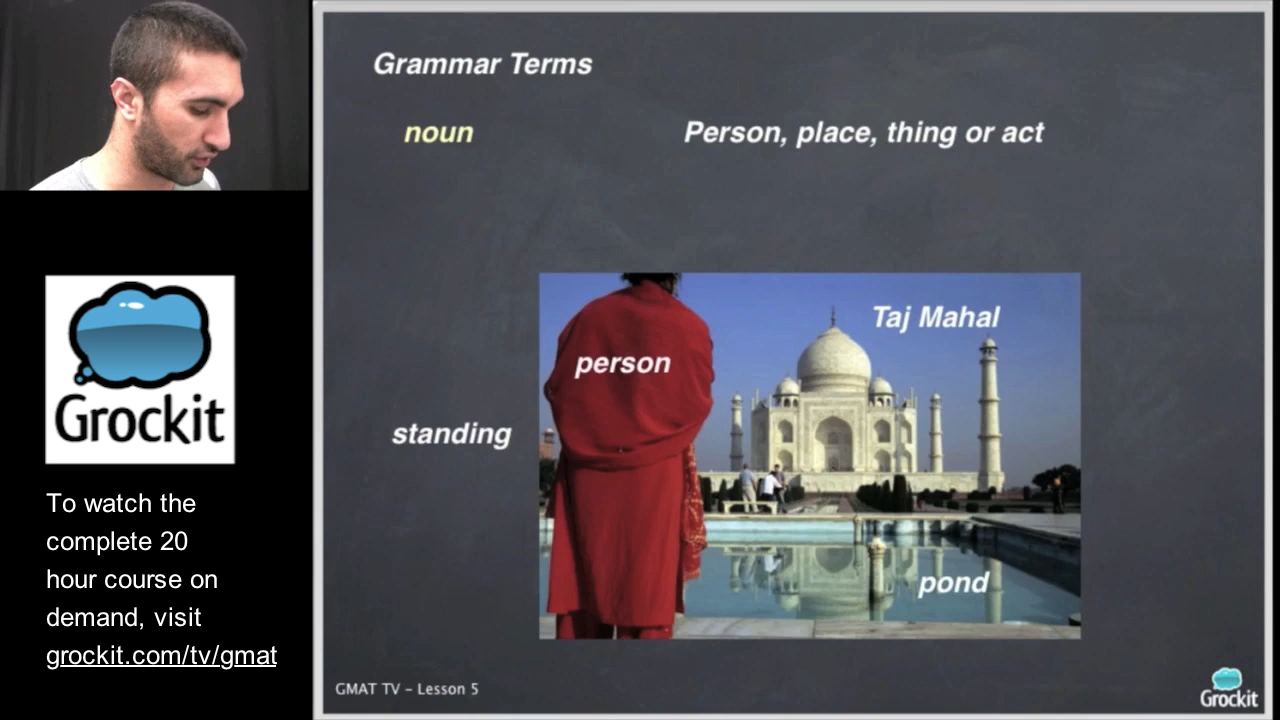 Grammar Terms
noun
Person, place, thing or act
Taj Mahal
person
standing
pond
GMAT TV – Lesson 5
Grockit
Grockit
To watch the
complete 20
hour course on
demand, visit
grockit.com/tv/gmat